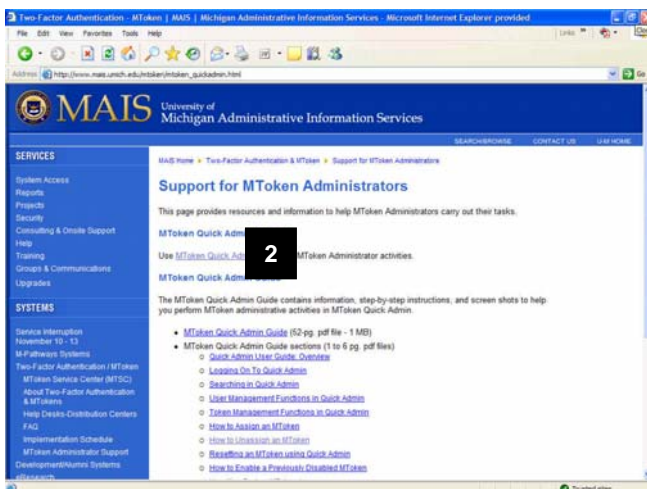 Two-Factor Authentication - MToken | MAIS | Michigan Administrative Information Services - Microsoft Internet Explorer provided
File Edit View Favorites Tools Help
Links
Address http://www.mais.umich.edu/mtoken/mtoken_quickadmin.html
Go
MAIS University of
Michigan Administrative Information Services
SEARCH/BROWSE CONTACT US U-M HOME
SERVICES
System Access
Reports
Projects
Security
Consulting & Onsite Support
Help
Training
Groups & Communications
Upgrades
SYSTEMS
Service Interruption
November 10 - 13
M-Pathways Systems
Two-Factor Authentication / MToken
MToken Service Center (MTSC)
About Two-Factor Authentication
& MTokens
Help Desks-Distribution Centers
FAQ
Implementation Schedule
MToken Administrator Support
Development/Alumni Systems
eResearch
MAIS Home Two-Factor Authentication & MToken Support for MToken Administrators
Support for MToken Administrators
This page provides resources and information to help MToken Administrators carry out their tasks.
MToken Quick Adm
2
Use MToken Quick Adm MToken Administrator activities.
MToken Quick Admin Guide
The MToken Quick Admin Guide contains information, step-by-step instructions, and screen shots to help
you perform MToken administrative activities in MToken Quick Admin.
MToken Quick Admin Guide (52-pg. pdf file - 1 MB)
MToken Quick Admin Guide sections (1 to 6 pg. pdf files)
Quick Admin User Guide: Overview
Logging On To Quick Admin
Searching in Quick Admin
User Management Functions in Quick Admin
Token Management Functions in Quick Admin
How to Assign an MToken
How to Unassign an MToken
Resetting an MToken using Quick Admin
How to Enable a Previously Disabled MToken
Trusted sites